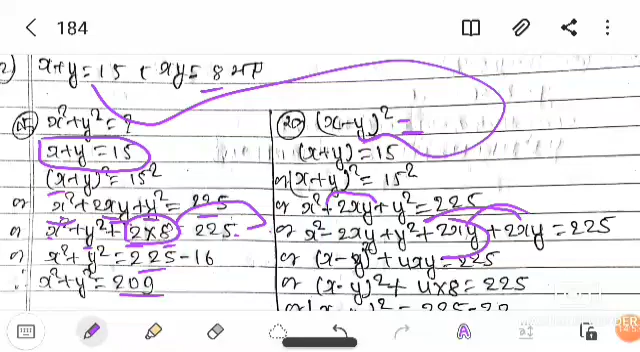 184
x+y=15 xy=8
x²+y²=?
x+y=15
(x+y)²=15²
x²+2xy+y²=225
x²+y²+2×8=225
x²+y²=225-16
∴ x²+y²=209
(x-y)²=
(x+y)=15
(x+y)²=15²
x²+2xy+y²=225
x²-2xy+y²+2xy+2xy=225
(x-y)²+4xy=225
(x-y)²+4×8=225